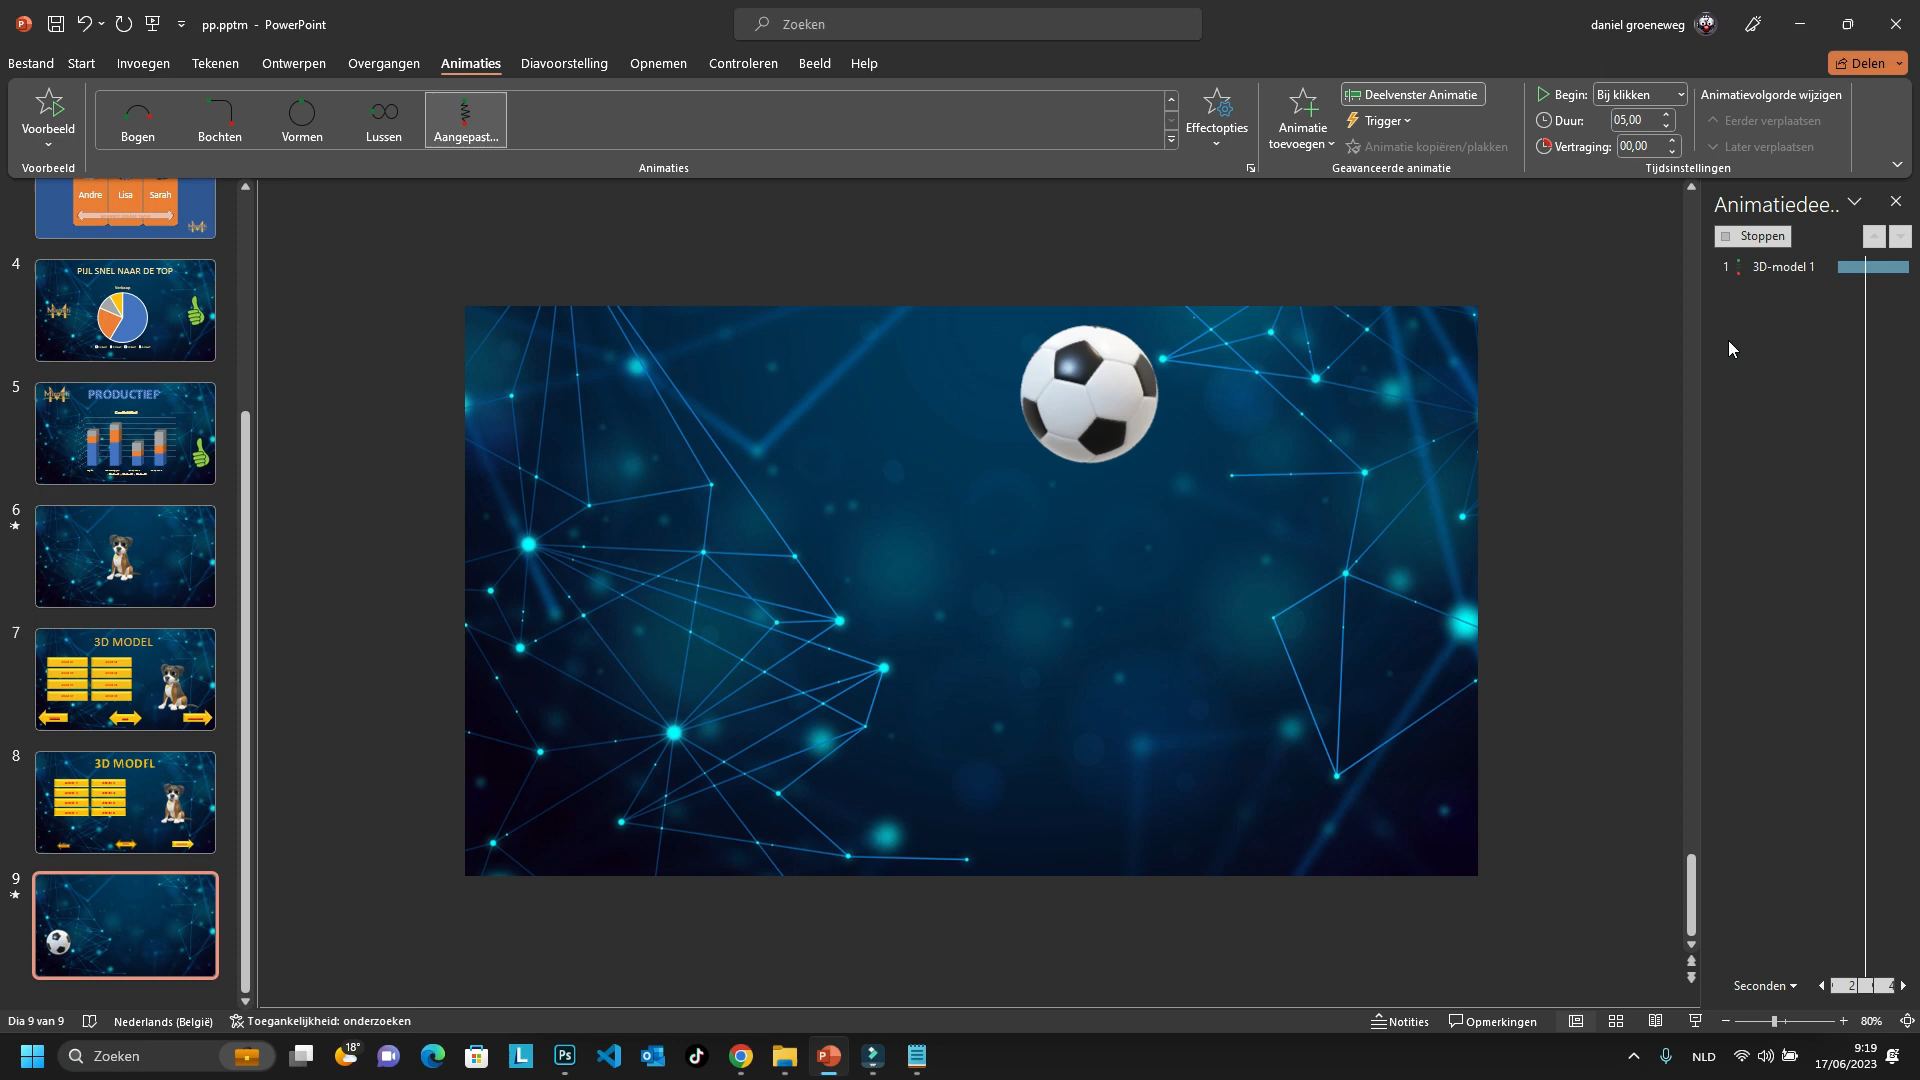 pp.pptm - PowerPoint
Zoeken
daniel groeneweg
Bestand Start Invoegen Tekenen Ontwerpen Overgangen Animaties Diavoorstelling Opnemen Controleren Beeld Help
Delen
Voorbeeld
Bogen
Bochten
Vormen
Lussen
Aangepast...
Effectopties
Animatie
toevoegen
Deelvenster Animatie
Trigger
Animatie kopiëren/plakken
Begin: Bij klikken
Duur: 05,00
Vertraging: 00,00
Animatievolgorde wijzigen
Eerder verplaatsen
Later verplaatsen
Voorbeeld
Animaties
Geavanceerde animatie
Tijdsinstellingen
Andre Lisa Sarah
4
PIJL SNEL NAAR DE TOP
5
PRODUCTIEF
6
7
3D MODEL
8
3D MODEL
9
Animatiedee..
Stoppen
1 3D-model 1
Seconden
2 4
Dia 9 van 9
Nederlands (België)
Toegankelijkheid: onderzoeken
Notities
Opmerkingen
80%
Zoeken
18°
L
Ps
NLD
9:19
17/06/2023